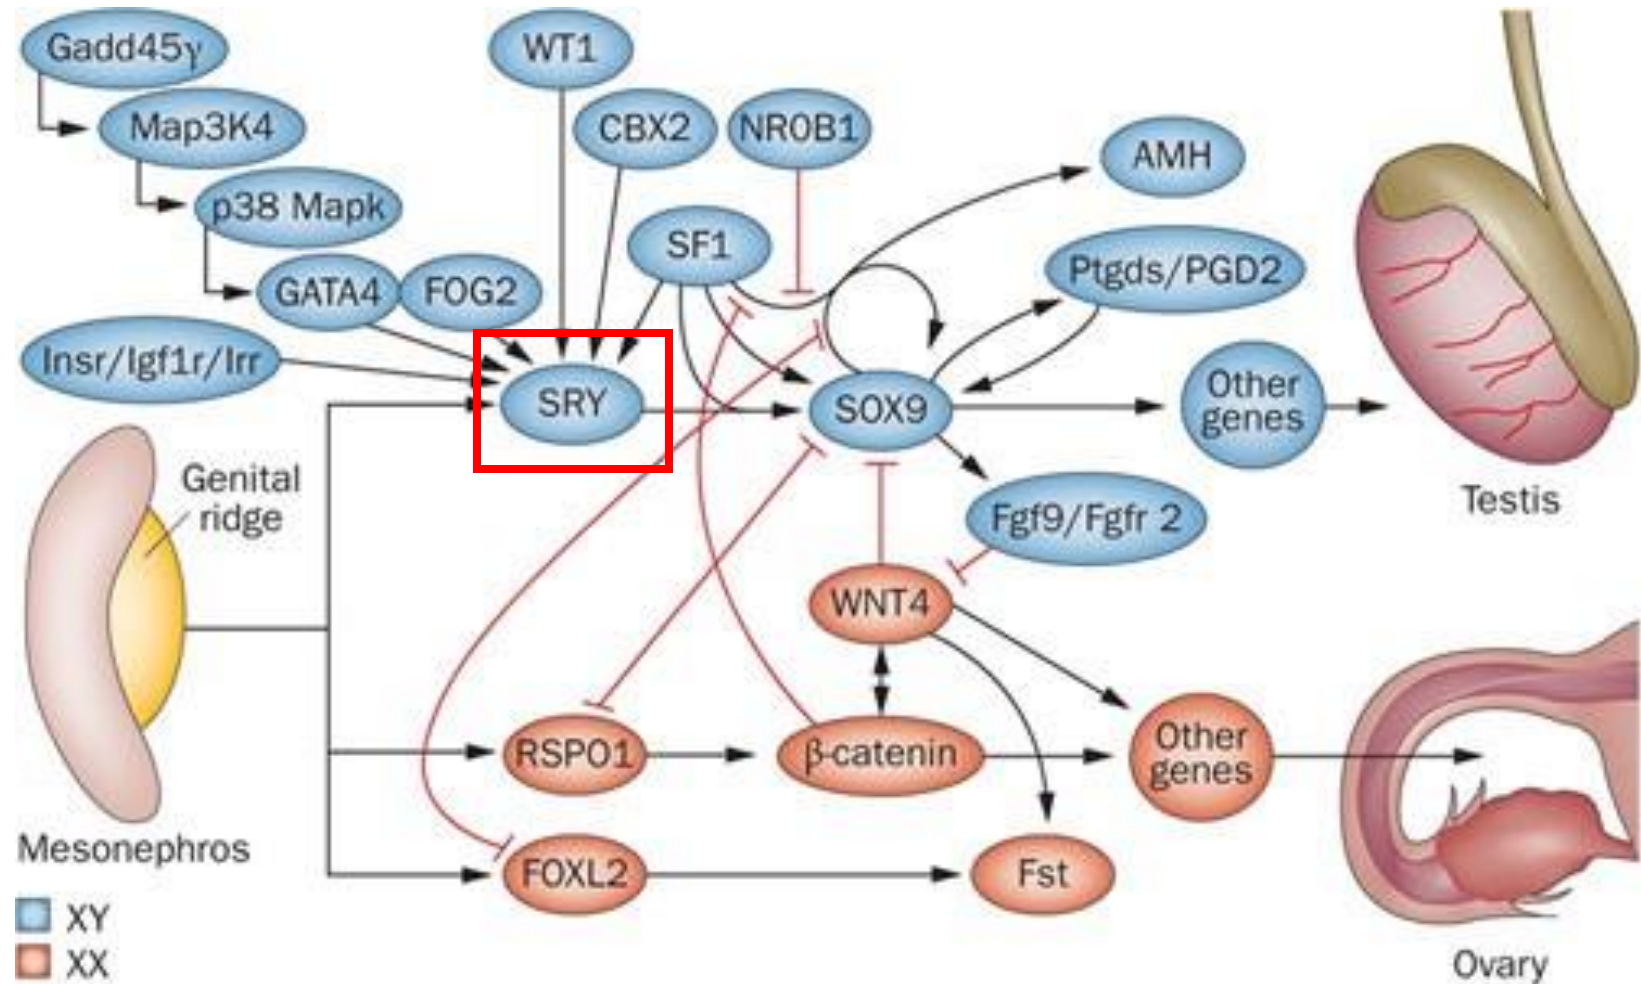 Gadd45γ
WT1
Map3K4
CBX2
NR0B1
AMH
p38 Mapk
SF1
Ptgds/PGD2
GATA4
FOG2
Insr/Igf1r/Irr
SRY
SOX9
Other
genes
Genital
ridge
Testis
Fgf9/Fgfr 2
WNT4
RSPO1
β-catenin
Other
genes
Mesonephros
FOXL2
Fst
XY
XX
Ovary